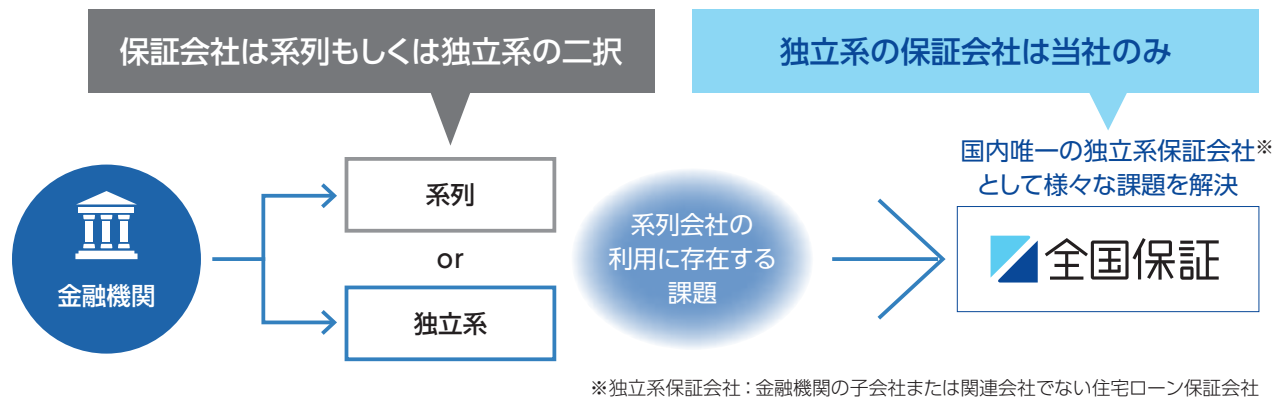 保証会社は系列もしくは独立系の二択
独立系の保証会社は当社のみ
金融機関
系列
or
独立系
系列会社の
利用に存在する
課題
国内唯一の独立系保証会社※
として様々な課題を解決
全国保証
※独立系保証会社：金融機関の子会社または関連会社でない住宅ローン保証会社